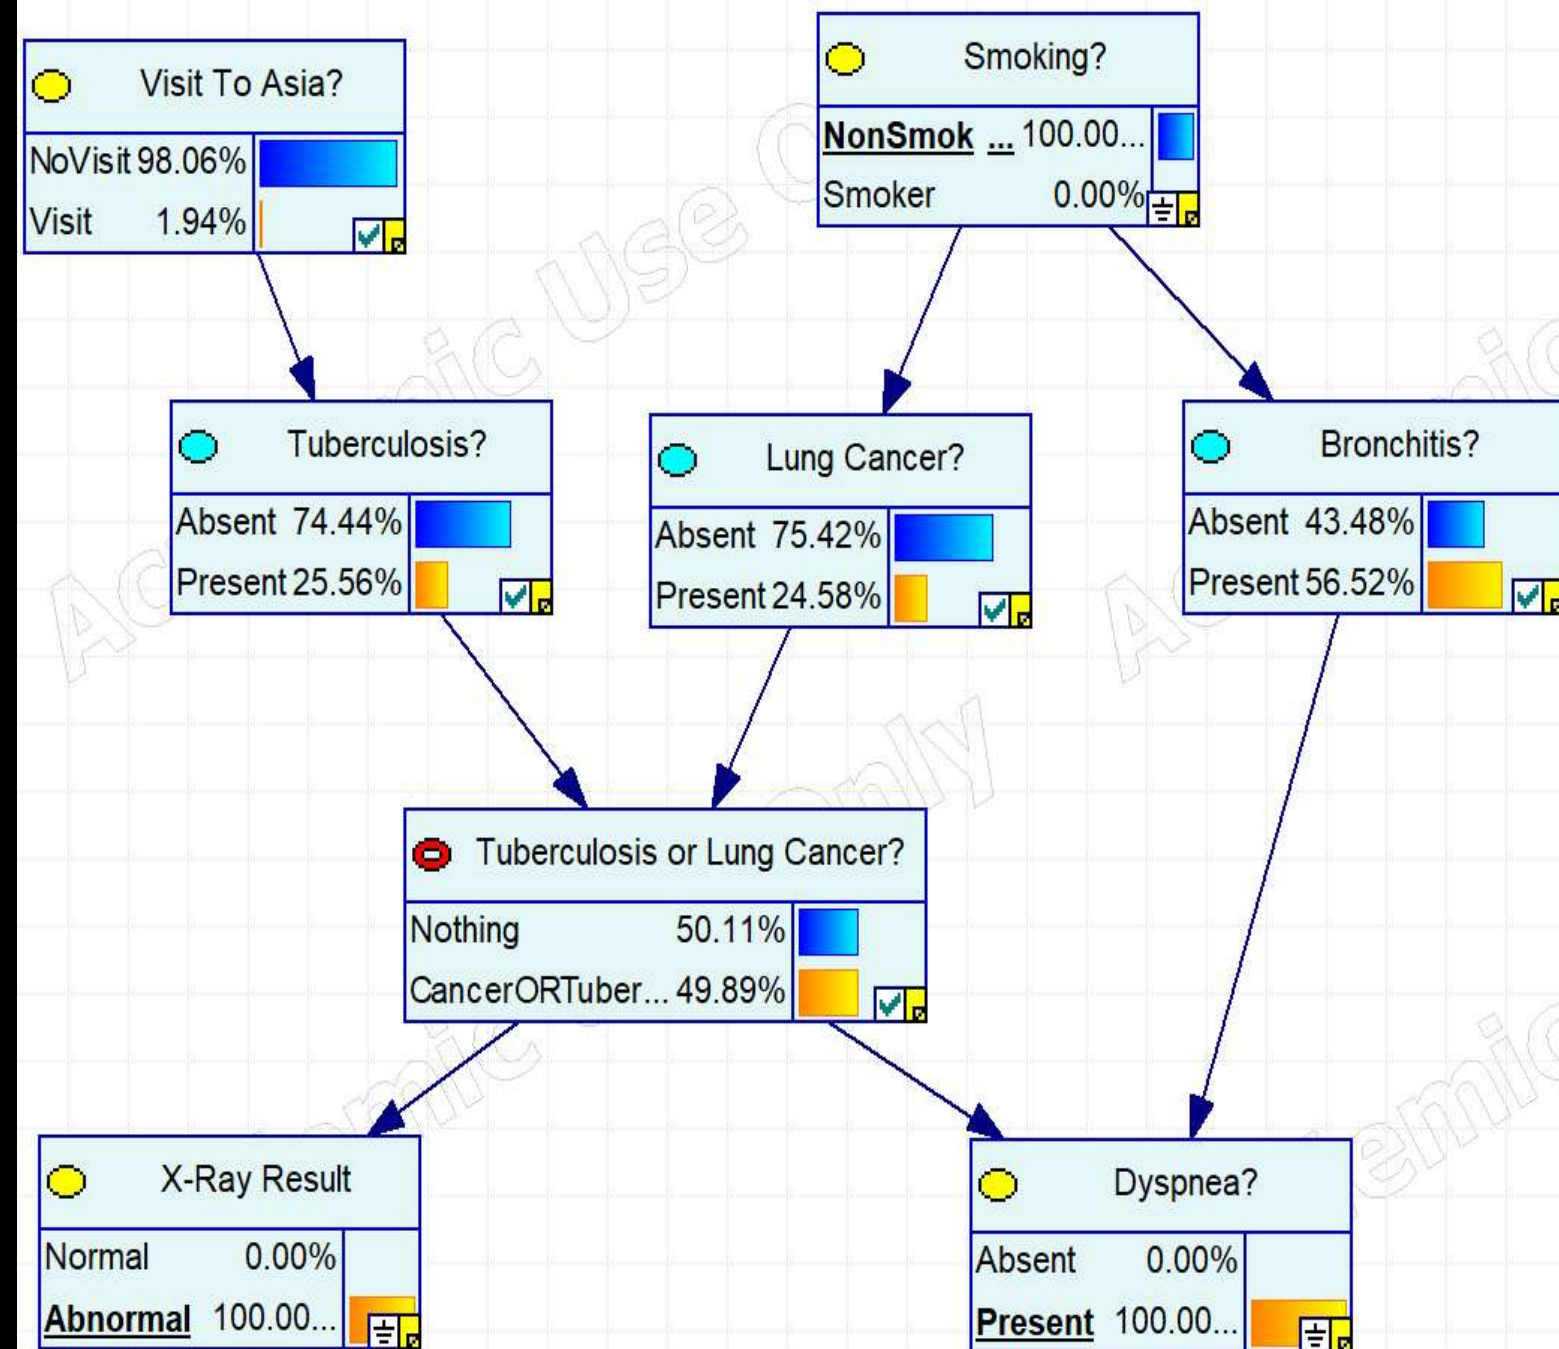 Visit To Asia?
NoVisit 98.06%
Visit 1.94%
Smoking?
NonSmok ... 100.00...
Smoker 0.00%
Tuberculosis?
Absent 74.44%
Present 25.56%
Lung Cancer?
Absent 75.42%
Present 24.58%
Bronchitis?
Absent 43.48%
Present 56.52%
Tuberculosis or Lung Cancer?
Nothing 50.11%
CancerORTuber... 49.89%
X-Ray Result
Normal 0.00%
Abnormal 100.00...
Dyspnea?
Absent 0.00%
Present 100.00...